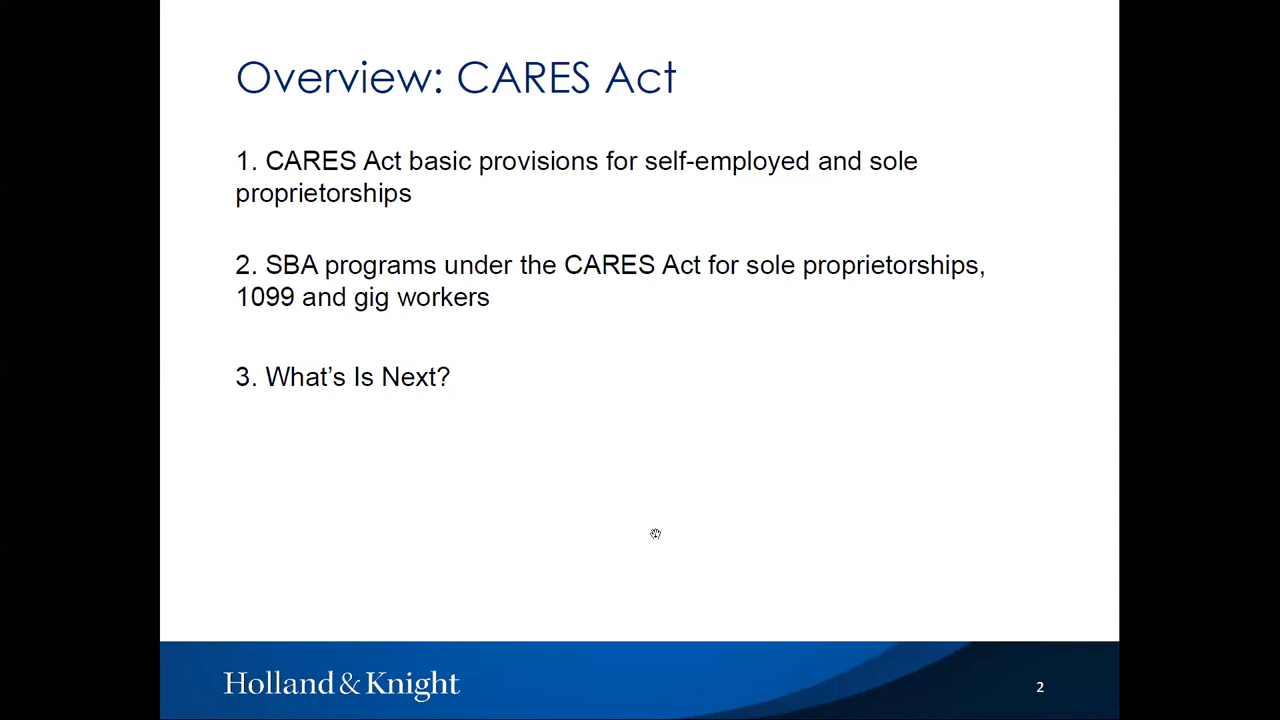 Overview: CARES Act
1. CARES Act basic provisions for self-employed and sole
proprietorships
2. SBA programs under the CARES Act for sole proprietorships,
1099 and gig workers
3. What’s Is Next?
Holland & Knight
2